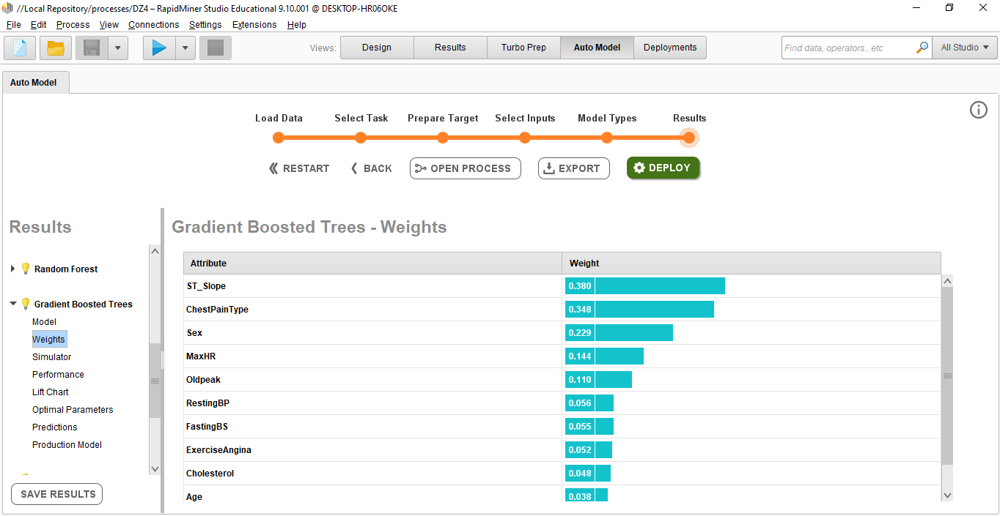 //Local Repository/processes/DZ4 – RapidMiner Studio Educational 9.10.001 @ DESKTOP-HR06OKE
File Edit Process View Connections Settings Extensions Help
Views: Design Results Turbo Prep Auto Model Deployments Find data, operators...etc All Studio
Auto Model
Load Data Select Task Prepare Target Select Inputs Model Types Results
RESTART BACK OPEN PROCESS EXPORT DEPLOY
Results
Random Forest
Gradient Boosted Trees
Model
Weights
Simulator
Performance
Lift Chart
Optimal Parameters
Predictions
Production Model
SAVE RESULTS
Gradient Boosted Trees - Weights
Attribute Weight
ST_Slope 0.380
ChestPainType 0.348
Sex 0.229
MaxHR 0.144
Oldpeak 0.110
RestingBP 0.056
FastingBS 0.055
ExerciseAngina 0.052
Cholesterol 0.048
Age 0.038